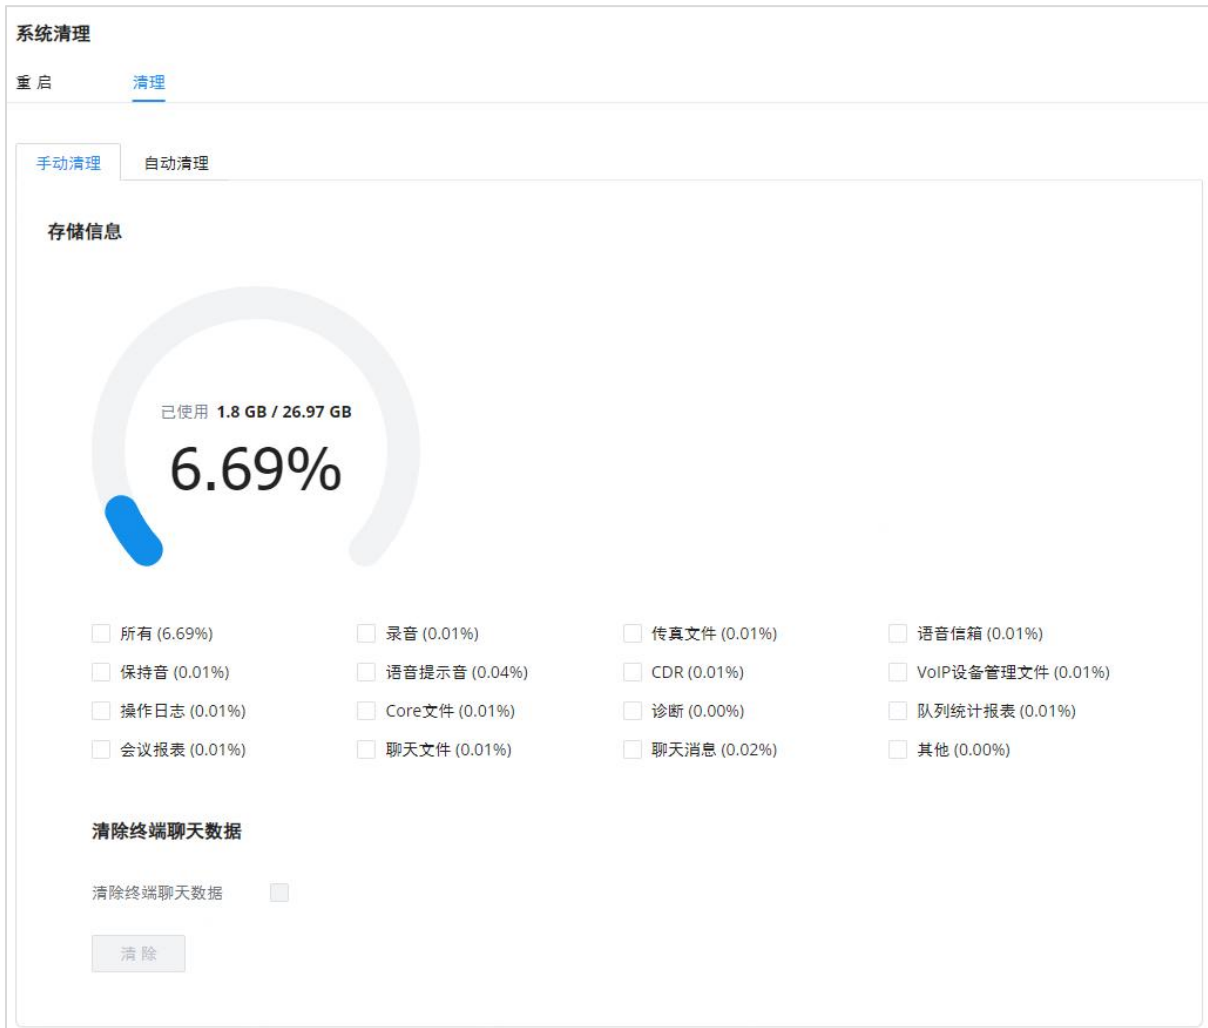 系统清理
重启 清理
手动清理 自动清理
存储信息
已使用 1.8 GB / 26.97 GB
6.69%
所有 (6.69%) 录音 (0.01%) 传真文件 (0.01%) 语音信箱 (0.01%)
保持音 (0.01%) 语音提示音 (0.04%) CDR (0.01%) VoIP设备管理文件 (0.01%)
操作日志 (0.01%) Core文件 (0.01%) 诊断 (0.00%) 队列统计报表 (0.01%)
会议报表 (0.01%) 聊天文件 (0.01%) 聊天消息 (0.02%) 其他 (0.00%)
清除终端聊天数据
清除终端聊天数据
清除